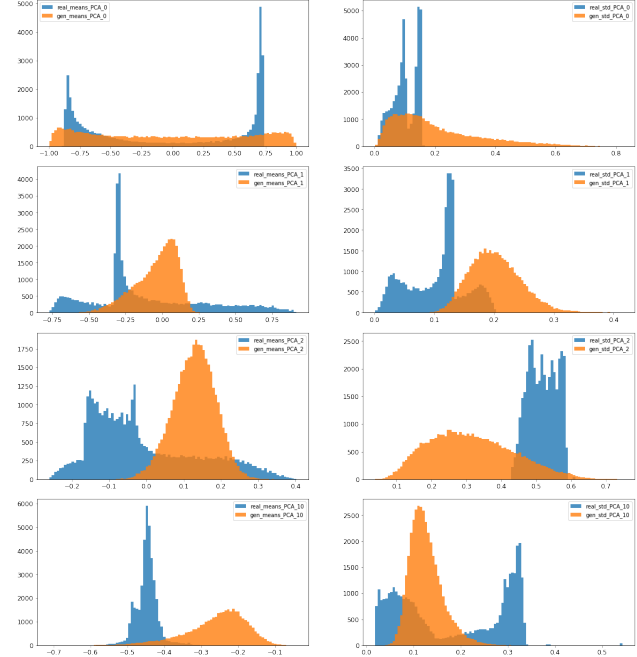 real_means_PCA_0
gen_means_PCA_0
5000
4000
3000
2000
1000
0
−1.00 −0.75 −0.50 −0.25 0.00 0.25 0.50 0.75 1.00
real_std_PCA_0
gen_std_PCA_0
5000
4000
3000
2000
1000
0
0.0 0.2 0.4 0.6 0.8
real_means_PCA_1
gen_means_PCA_1
4000
3500
3000
2500
2000
1500
1000
500
0
−0.75 −0.50 −0.25 0.00 0.25 0.50 0.75
real_std_PCA_1
gen_std_PCA_1
3500
3000
2500
2000
1500
1000
500
0
0.0 0.1 0.2 0.3 0.4
real_means_PCA_2
gen_means_PCA_2
1750
1500
1250
1000
750
500
250
0
−0.2 −0.1 0.0 0.1 0.2 0.3 0.4
real_std_PCA_2
gen_std_PCA_2
2500
2000
1500
1000
500
0
0.1 0.2 0.3 0.4 0.5 0.6 0.7
real_means_PCA_10
gen_means_PCA_10
6000
5000
4000
3000
2000
1000
0
−0.7 −0.6 −0.5 −0.4 −0.3 −0.2 −0.1
real_std_PCA_10
gen_std_PCA_10
2500
2000
1500
1000
500
0
0.0 0.1 0.2 0.3 0.4 0.5